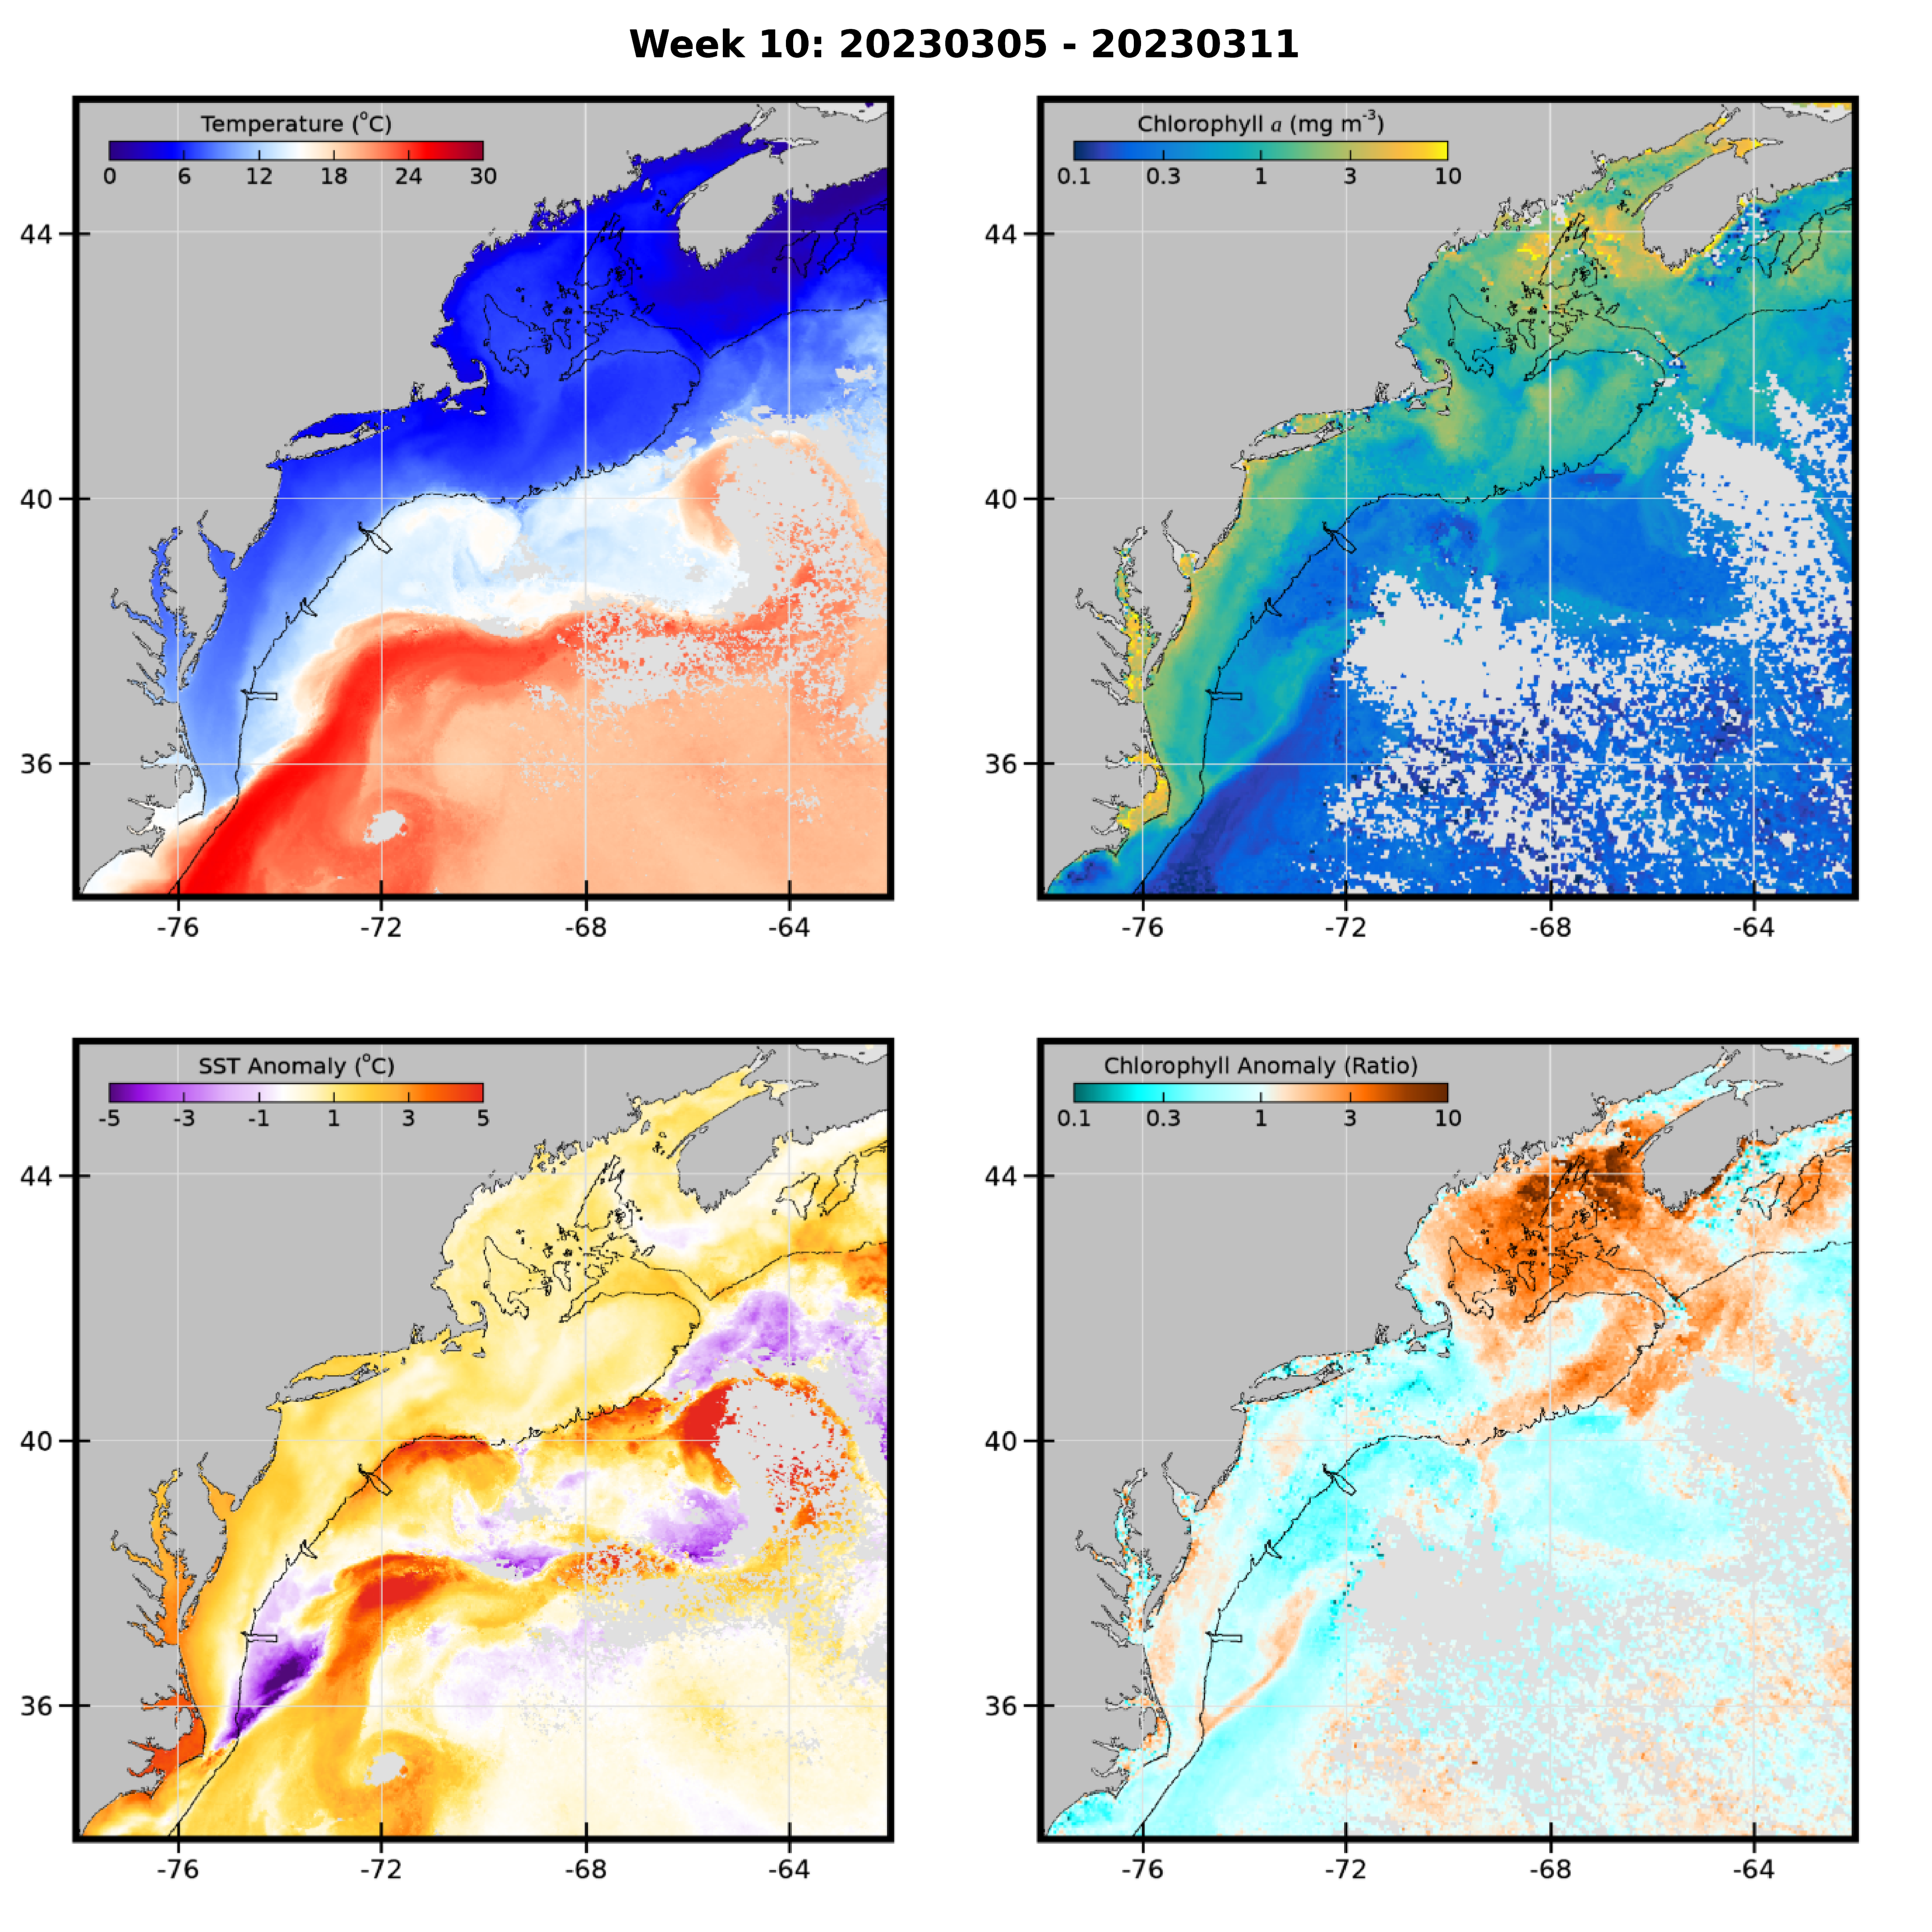 Week 10: 20230305 - 20230311
Temperature (°C)
0 6 12 18 24 30
44
40
36
-76 -72 -68 -64
Chlorophyll a (mg m⁻³)
0.1 0.3 1 3 10
44
40
36
-76 -72 -68 -64
SST Anomaly (°C)
-5 -3 -1 1 3 5
44
40
36
-76 -72 -68 -64
Chlorophyll Anomaly (Ratio)
0.1 0.3 1 3 10
44
40
36
-76 -72 -68 -64